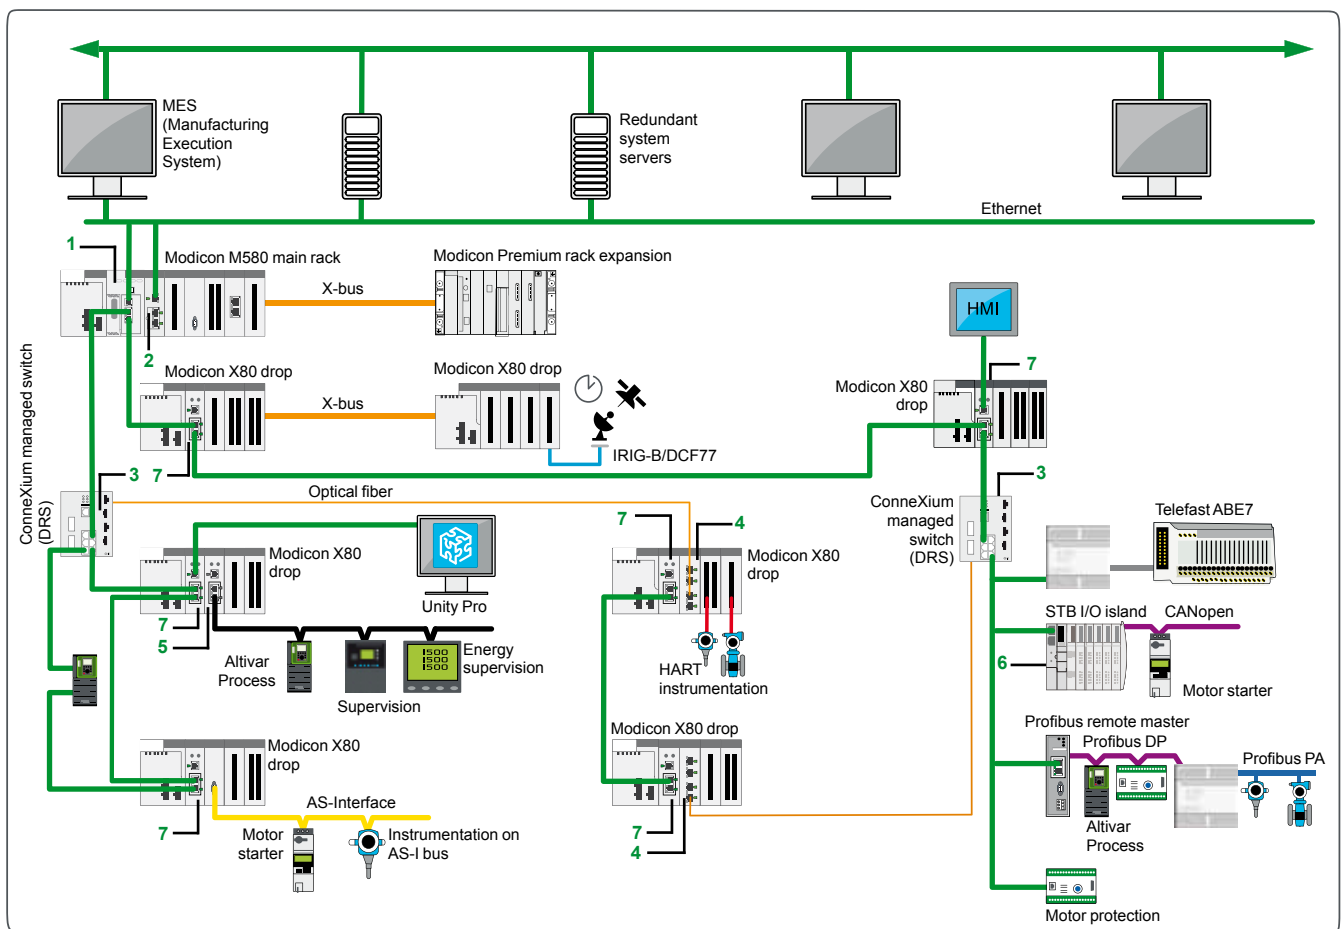 MES
(Manufacturing
Execution
System)
Redundant
system
servers
Ethernet
1
Modicon M580 main rack
Modicon Premium rack expansion
X-bus
HMI
2
Modicon X80 drop
Modicon X80 drop
7
Modicon X80
drop
X-bus
ConneXium managed switch
(DRS)
IRIG-B/DCF77
7
3
Optical fiber
3
ConneXium
managed
switch
(DRS)
Telefast ABE7
7
4
Modicon X80
drop
Modicon X80
drop
Unity Pro
7
5
STB I/O island
CANopen
1500
1500
1500
Energy
supervision
Altivar
Process
HART
instrumentation
6
Motor starter
Supervision
Modicon X80
drop
Modicon X80 drop
Profibus remote master
Profibus DP
Profibus PA
AS-Interface
7
Motor
starter
Instrumentation on
AS-I bus
7
4
Altivar
Process
Motor protection